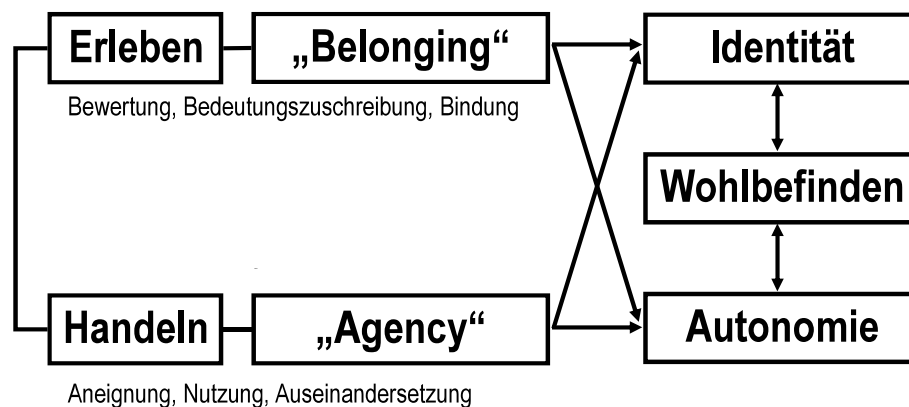 Erleben
„Belonging“
Identität
Bewertung, Bedeutungszuschreibung, Bindung
Wohlbefinden
Handeln
„Agency“
Autonomie
Aneignung, Nutzung, Auseinandersetzung